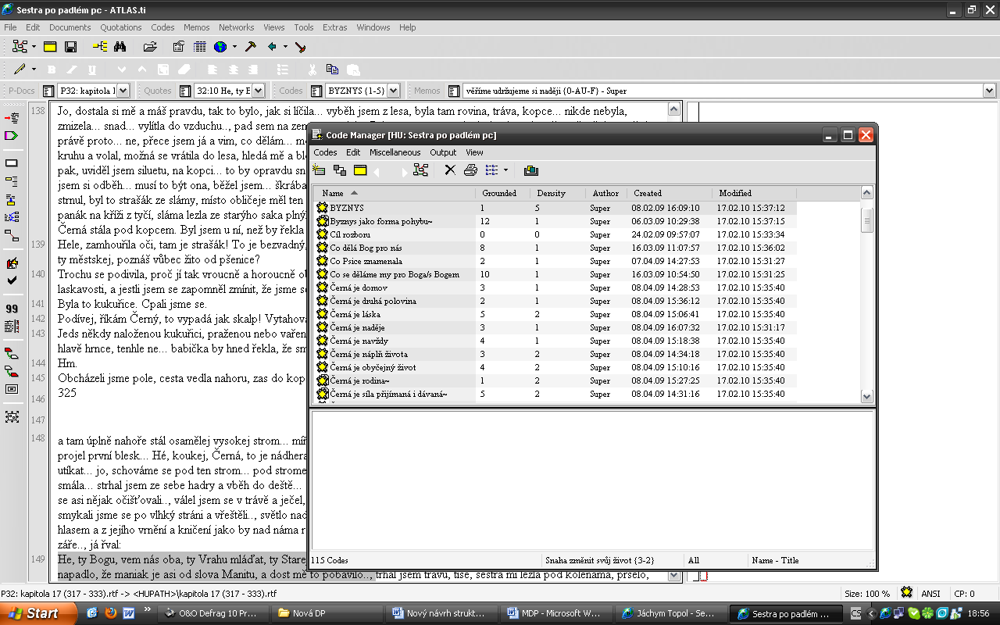 Sestra po padlém pc - ATLAS.ti
File Edit Documents Quotations Codes Memos Networks Views Tools Extras Windows Help
P-Docs P32: kapitola 1 Quotes 32:10 He, ty B Codes BYZNYS {1-5} Memos věříme udržujeme si naději {0-AU-F} - Super
138 Jo, dostala si mě a máš pravdu, tak to bylo, jak si líčila... vyběh jsem z lesa, byla tam rovina, tráva, kopce... nikde nebyla,
zmizela... snad... vylítla do vzduchu.., pad sem na zem
právě proto... ne, přece jsem já a vim, co dělám...
kruhu a volal, možná se vrátila do lesa, hledá mě a
pak, uviděl jsem siluetu, na kopci... to by opravdu
jsem si odběh... musí to být ona, běžel jsem...
strnul, byl to strašák ze slámy, místo obličeje měl ten
panák na kříži z tyčí, sláma lezla ze starýho saka
Černá stála pod kopcem. Byl jsem u ní, než by řekla
139 Hele, zamhouřila oči, tam je strašák! To je bezvadný,
ty městskej, poznáš vůbec žito od pšenice?
140 Trochu se podivila, proč jí tak vroucně a horoucně
laskavosti, a jestli jsem se zapomněl zmínit, že jsme
141 Byla to kukuřice. Cpali jsme se.
142 Podívej, říkám Černý, to vypadá jak skalp!
143 Jeds někdy naloženou kukuřici, praženou nebo
hlavě hrnce, tenhle ne... babička by hned řekla, že
144 Hm.
145 Obcházeli jsme pole, cesta vedla nahoru, zas do
146 325
147
148 a tam úplně nahoře stál osamělej vysokej strom...
projel první blesk... Hé, koukej, Černá, to je nádhera
utíkat... jo, schováme se pod ten strom... pod
smála... strhal jsem ze sebe hadry a vběh do deště...
se asi nějak očišťovali.., válel jsem se v trávě a ječel,
smykali jsme se po vlhký stráni a vřeštěli.., světlo
hlasem a z jejího vrnění a kničení jako by nad náma
záře.., já řval:
149 He, ty Bogu, vem nás oba, ty Vrahu mláďat, ty
napadlo, že maniak je asi od slova Manitu, a dost mě to pobavilo.., trhal jsem trávu, tiše, sestra mi lezla pod kolenama, pršelo,
Code Manager [HU: Sestra po padlém pc]
Codes Edit Miscellaneous Output View
Name Grounded Density Author Created Modified
BYZNYS 1 5 Super 08.02.09 16:09:10 17.02.10 15:37:12
Byznys jako forma pohybu~ 12 1 Super 06.03.09 10:29:38 17.02.10 15:37:15
Cíl rozboru 0 0 Super 24.02.09 09:57:07 17.02.10 15:33:34
Co dělá Bog pro nás 8 1 Super 16.03.09 11:07:57 17.02.10 15:36:02
Co Psice znamenala 2 1 Super 07.04.09 14:27:53 17.02.10 15:31:27
Co se děláme my pro Boga/s Bogem 10 1 Super 16.03.09 10:54:50 17.02.10 15:31:25
Černá je domov 3 1 Super 08.04.09 14:28:53 17.02.10 15:35:40
Černá je druhá polovina 2 1 Super 08.04.09 15:36:12 17.02.10 15:35:40
Černá je láska 5 2 Super 08.04.09 15:06:41 17.02.10 15:35:40
Černá je naděje 3 1 Super 08.04.09 16:07:32 17.02.10 15:31:17
Černá je navždy 4 1 Super 08.04.09 15:18:38 17.02.10 15:35:40
Černá je náplň života 3 2 Super 08.04.09 14:34:18 17.02.10 15:35:40
Černá je obyčejný život 4 2 Super 08.04.09 15:10:16 17.02.10 15:35:40
Černá je rodina~ 1 2 Super 08.04.09 15:27:25 17.02.10 15:35:40
Černá je síla přijímaná i dávaná~ 5 2 Super 08.04.09 14:31:16 17.02.10 15:35:40
115 Codes Snaha změnit svůj život {3-2} All Name - Title
P32: kapitola 17 (317 - 333).rtf -> <HUPATH>\kapitola 17 (317 - 333).rtf Size: 100 % ANSI CP: 0
Start » O&O Defrag 10 Pr... Nová DP Nový návrh strukt... MDP - Microsoft W... Jáchym Topol - Se... Sestra po padlém ... CS 18:56